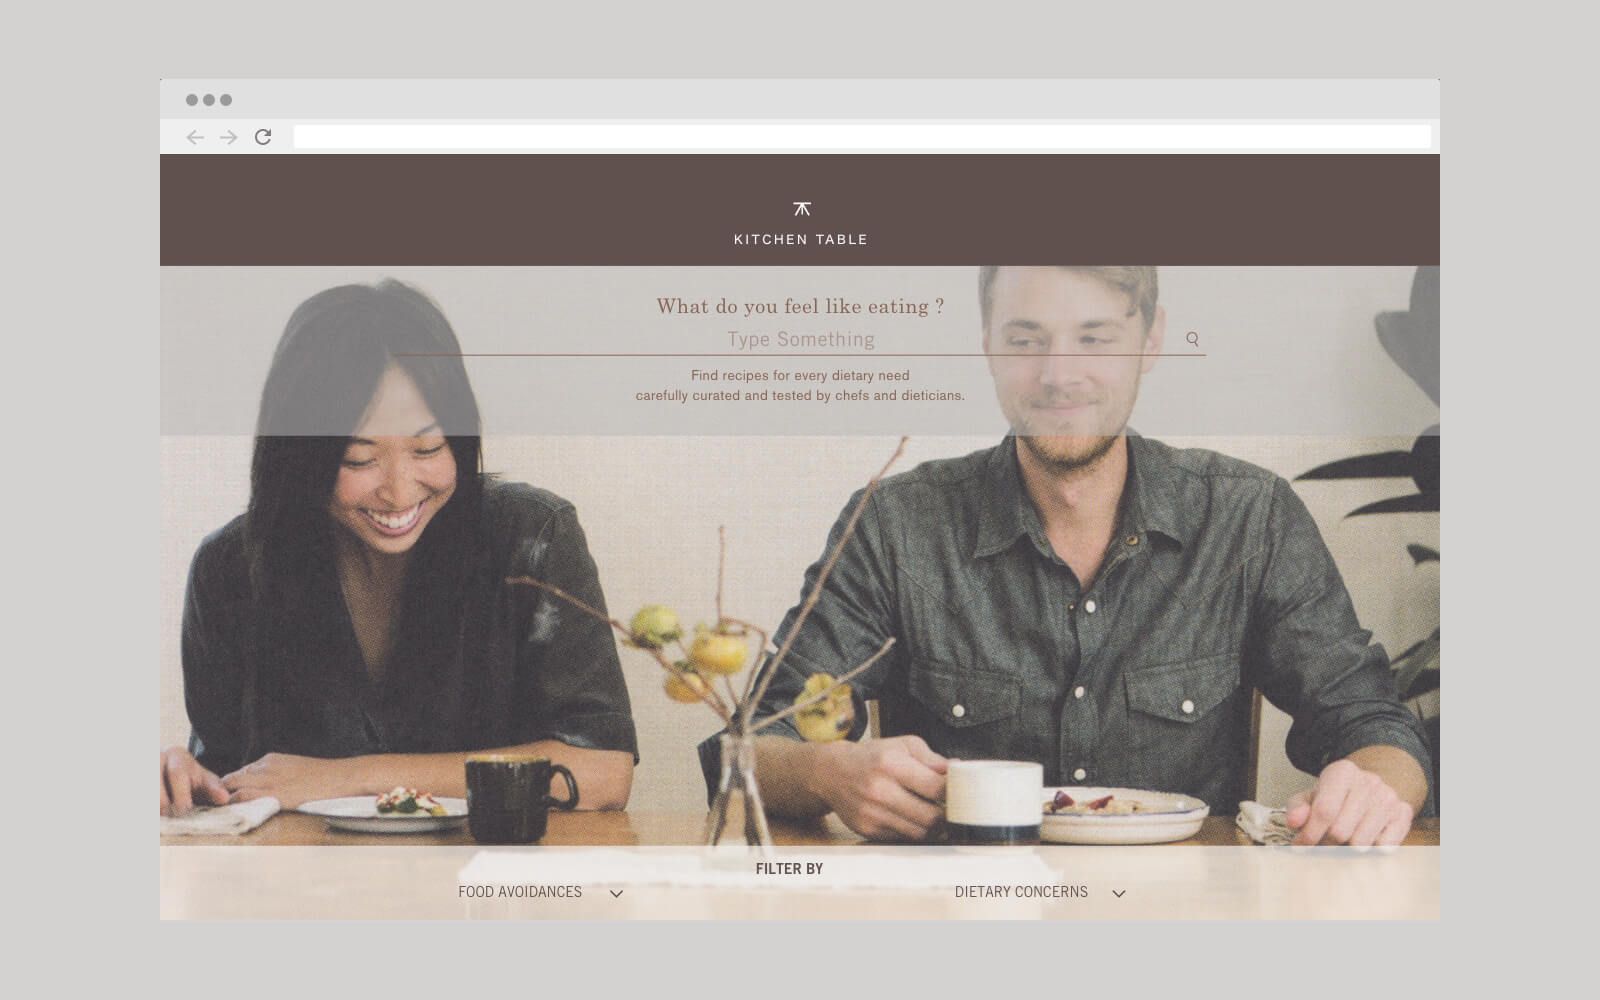 KITCHEN TABLE
What do you feel like eating ?
Type Something
Find recipes for every dietary need
carefully curated and tested by chefs and dieticians.
FILTER BY
FOOD AVOIDANCES
DIETARY CONCERNS